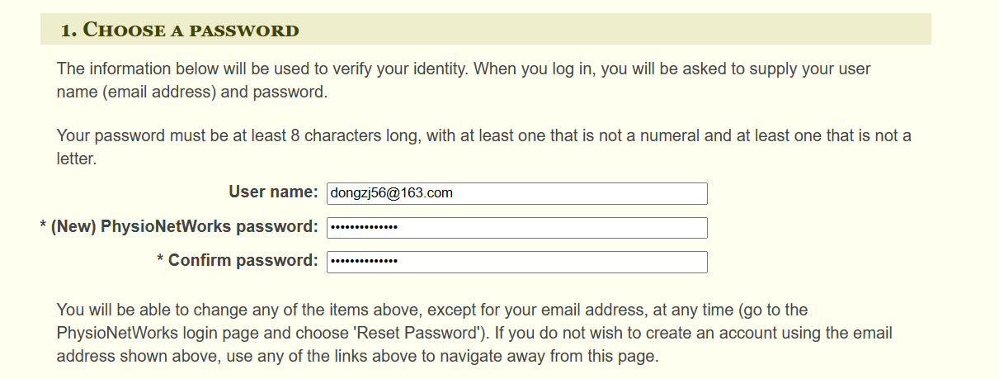 1. Choose a password
The information below will be used to verify your identity. When you log in, you will be asked to supply your user
name (email address) and password.
Your password must be at least 8 characters long, with at least one that is not a numeral and at least one that is not a
letter.
User name: dongzj56@163.com
* (New) PhysioNetWorks password: ••••••••••••••
* Confirm password: ••••••••••••••
You will be able to change any of the items above, except for your email address, at any time (go to the
PhysioNetWorks login page and choose 'Reset Password'). If you do not wish to create an account using the email
address shown above, use any of the links above to navigate away from this page.